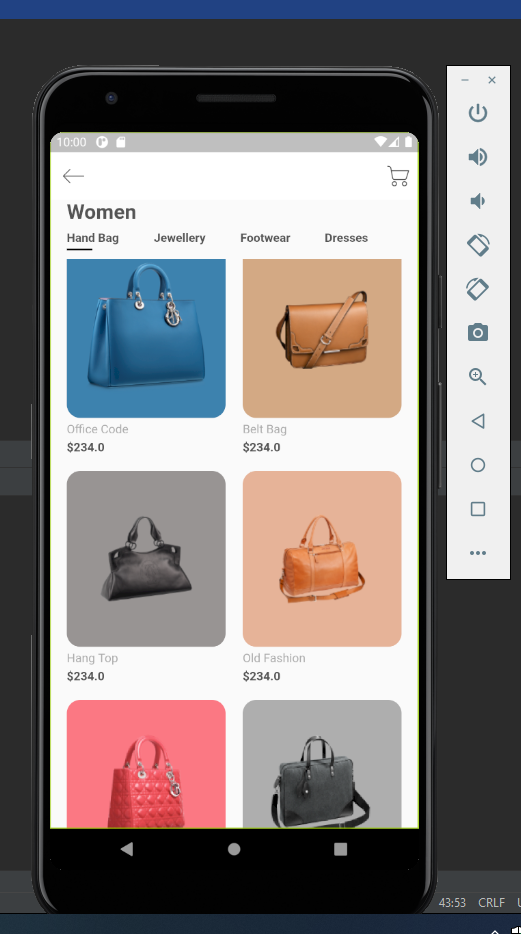 10:00
Women
Hand Bag Jewellery Footwear Dresses
Office Code Belt Bag
$234.0 $234.0
Hang Top Old Fashion
$234.0 $234.0
43:53 CRLF